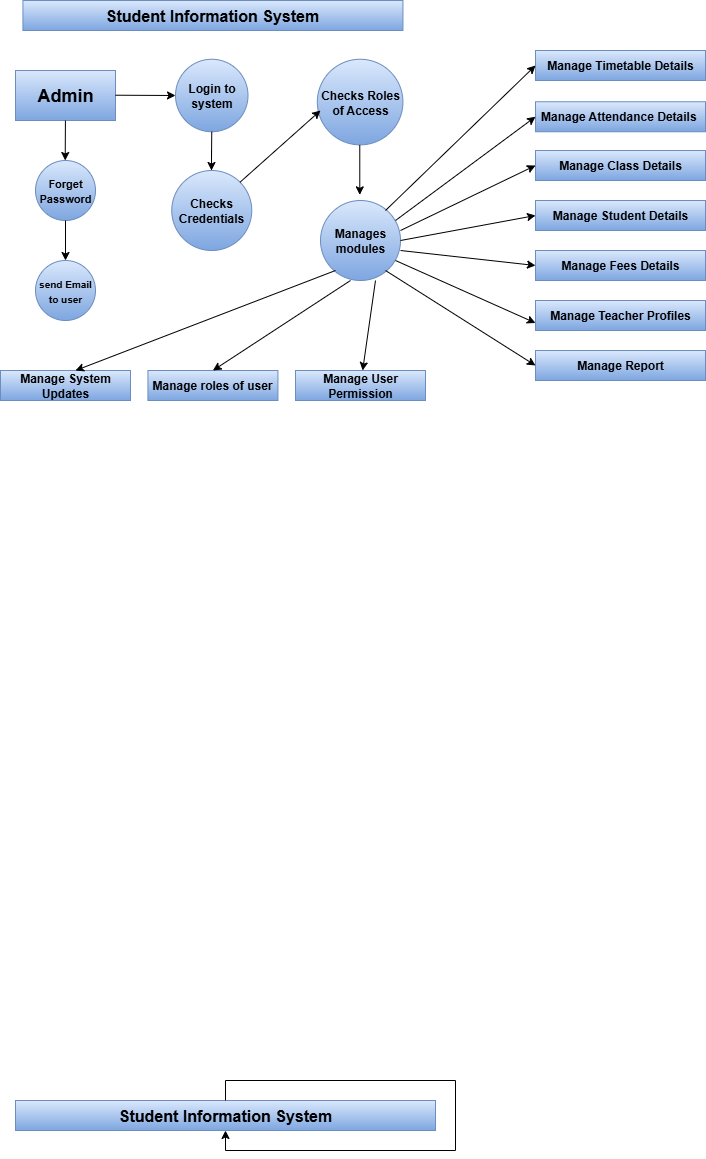 Student Information System
Admin
Login to
system
Checks Roles
of Access
Forget
Password
Checks
Credentials
send Email
to user
Manages
modules
Manage Timetable Details
Manage Attendance Details
Manage Class Details
Manage Student Details
Manage Fees Details
Manage Teacher Profiles
Manage Report
Manage System
Updates
Manage roles of user
Manage User
Permission
Student Information System